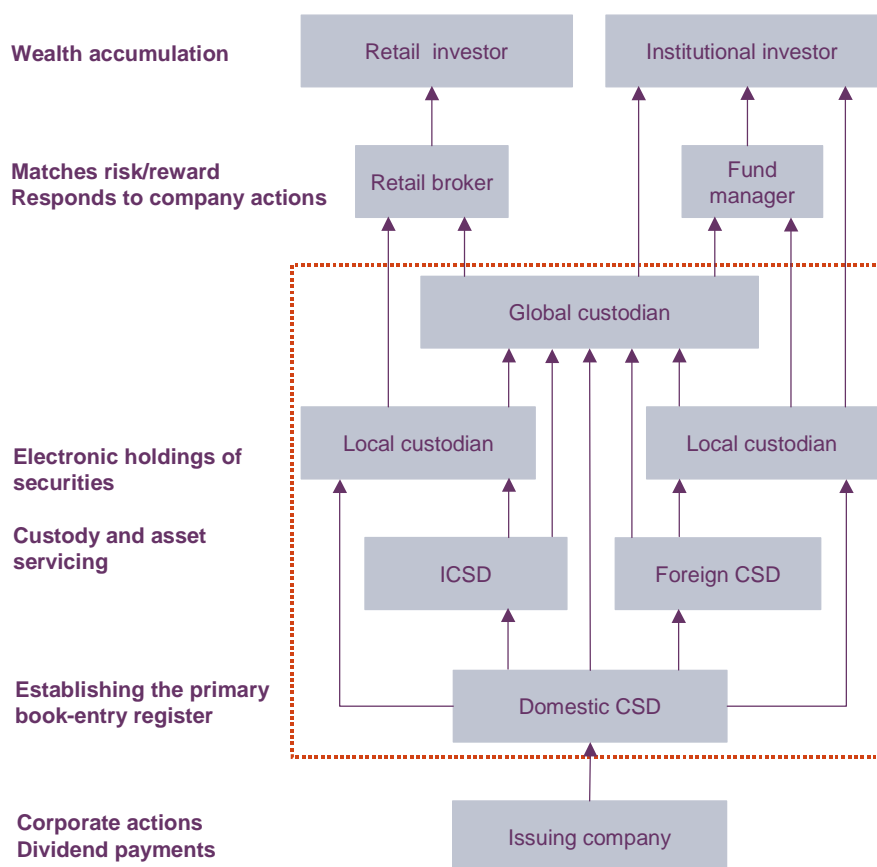 Wealth accumulation
Retail investor
Institutional investor
Matches risk/reward
Responds to company actions
Retail broker
Fund
manager
Global custodian
Local custodian
Local custodian
Electronic holdings of
securities
Custody and asset
servicing
ICSD
Foreign CSD
Establishing the primary
book-entry register
Domestic CSD
Corporate actions
Dividend payments
Issuing company